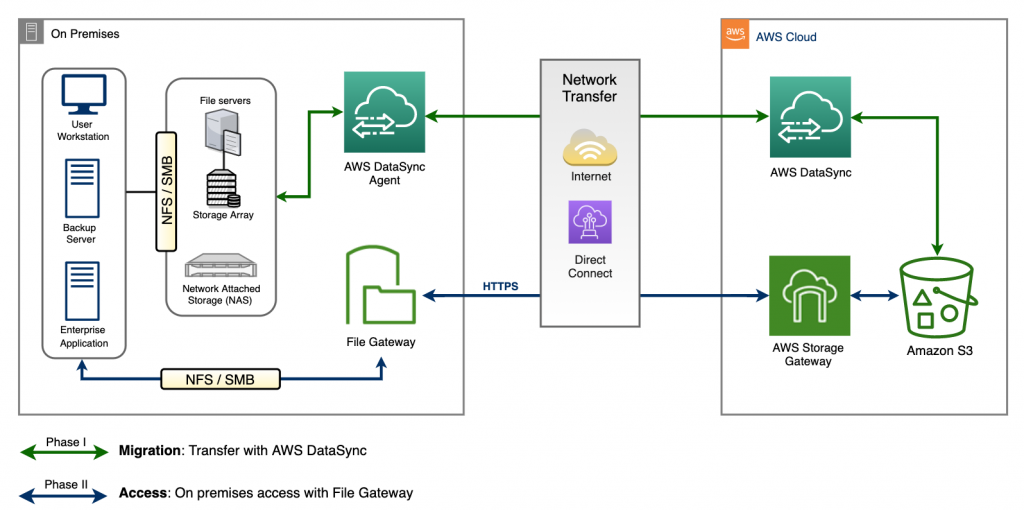 On Premises
User
Workstation
Backup
Server
Enterprise
Application
NFS / SMB
File servers
Storage Array
Network Attached
Storage (NAS)
AWS DataSync
Agent
File Gateway
NFS / SMB
HTTPS
Network
Transfer
Internet
Direct
Connect
aws
AWS Cloud
AWS DataSync
AWS Storage
Gateway
Amazon S3
Phase I
Migration: Transfer with AWS DataSync
Phase II
Access: On premises access with File Gateway